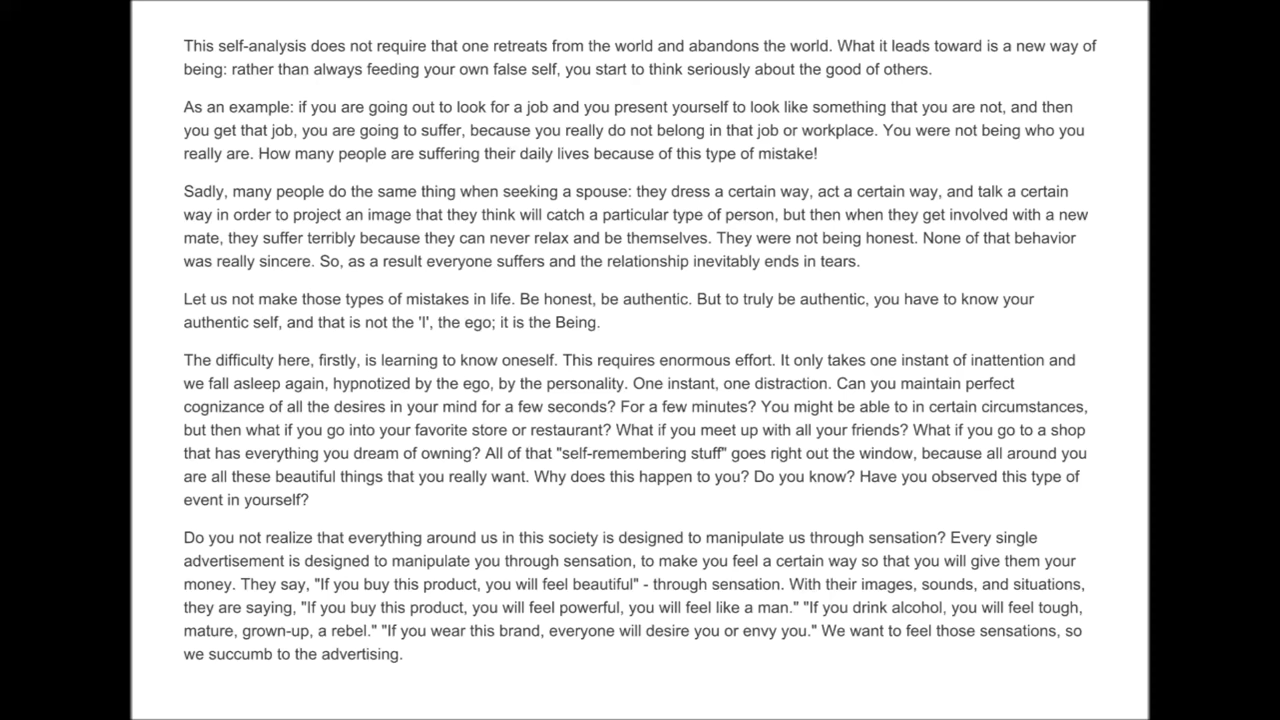 This self-analysis does not require that one retreats from the world and abandons the world. What it leads toward is a new way of
being: rather than always feeding your own false self, you start to think seriously about the good of others.
As an example: if you are going out to look for a job and you present yourself to look like something that you are not, and then
you get that job, you are going to suffer, because you really do not belong in that job or workplace. You were not being who you
really are. How many people are suffering their daily lives because of this type of mistake!
Sadly, many people do the same thing when seeking a spouse: they dress a certain way, act a certain way, and talk a certain
way in order to project an image that they think will catch a particular type of person, but then when they get involved with a new
mate, they suffer terribly because they can never relax and be themselves. They were not being honest. None of that behavior
was really sincere. So, as a result everyone suffers and the relationship inevitably ends in tears.
Let us not make those types of mistakes in life. Be honest, be authentic. But to truly be authentic, you have to know your
authentic self, and that is not the 'I', the ego; it is the Being.
The difficulty here, firstly, is learning to know oneself. This requires enormous effort. It only takes one instant of inattention and
we fall asleep again, hypnotized by the ego, by the personality. One instant, one distraction. Can you maintain perfect
cognizance of all the desires in your mind for a few seconds? For a few minutes? You might be able to in certain circumstances,
but then what if you go into your favorite store or restaurant? What if you meet up with all your friends? What if you go to a shop
that has everything you dream of owning? All of that "self-remembering stuff" goes right out the window, because all around you
are all these beautiful things that you really want. Why does this happen to you? Do you know? Have you observed this type of
event in yourself?
Do you not realize that everything around us in this society is designed to manipulate us through sensation? Every single
advertisement is designed to manipulate you through sensation, to make you feel a certain way so that you will give them your
money. They say, "If you buy this product, you will feel beautiful" - through sensation. With their images, sounds, and situations,
they are saying, "If you buy this product, you will feel powerful, you will feel like a man." "If you drink alcohol, you will feel tough,
mature, grown-up, a rebel." "If you wear this brand, everyone will desire you or envy you." We want to feel those sensations, so
we succumb to the advertising.